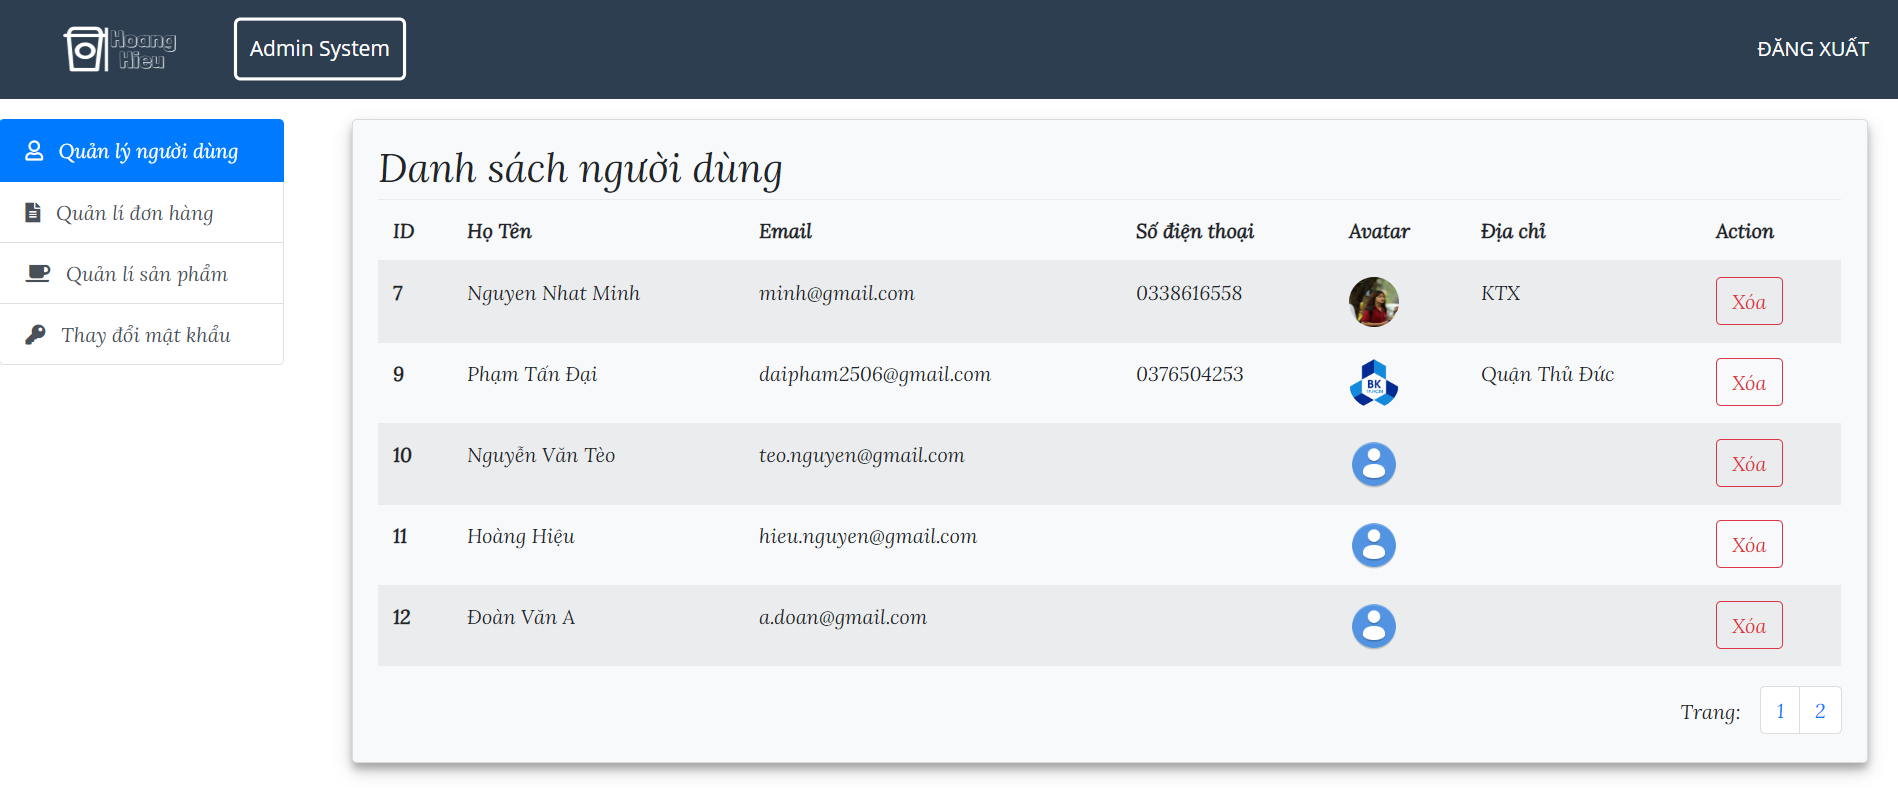 Hoang
Hieu
Admin System
ĐĂNG XUẤT
Quản lý người dùng
Quản lí đơn hàng
Quản lí sản phẩm
Thay đổi mật khẩu
Danh sách người dùng
ID Họ Tên Email Số điện thoại Avatar Địa chỉ Action
7 Nguyen Nhat Minh minh@gmail.com 0338616558 KTX Xóa
9 Phạm Tấn Đại daipham2506@gmail.com 0376504253 BK Quận Thủ Đức Xóa
10 Nguyễn Văn Tèo teo.nguyen@gmail.com Xóa
11 Hoàng Hiệu hieu.nguyen@gmail.com Xóa
12 Đoàn Văn A a.doan@gmail.com Xóa
Trang: 1 2